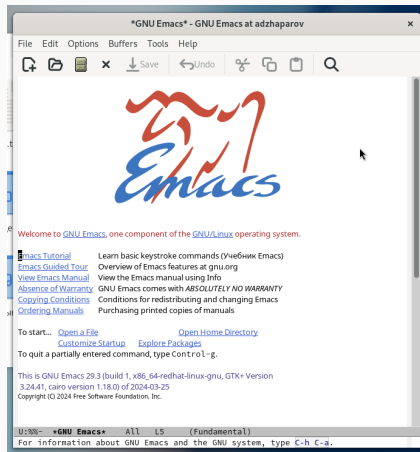 *GNU Emacs* - GNU Emacs at adzhaparov ×
File Edit Options Buffers Tools Help
Save Undo
Emacs
Welcome to GNU Emacs, one component of the GNU/Linux operating system.
Emacs Tutorial Learn basic keystroke commands (Учебник Emacs)
Emacs Guided Tour Overview of Emacs features at gnu.org
View Emacs Manual View the Emacs manual using Info
Absence of Warranty GNU Emacs comes with ABSOLUTELY NO WARRANTY
Copying Conditions Conditions for redistributing and changing Emacs
Ordering Manuals Purchasing printed copies of manuals
To start... Open a File Open Home Directory
Customize Startup Explore Packages
To quit a partially entered command, type Control-g.
This is GNU Emacs 29.3 (build 1, x86_64-redhat-linux-gnu, GTK+ Version
3.24.41, cairo version 1.18.0) of 2024-03-25
Copyright (C) 2024 Free Software Foundation, Inc.
U:%%- *GNU Emacs* All L5 (Fundamental)
For information about GNU Emacs and the GNU system, type C-h C-a.